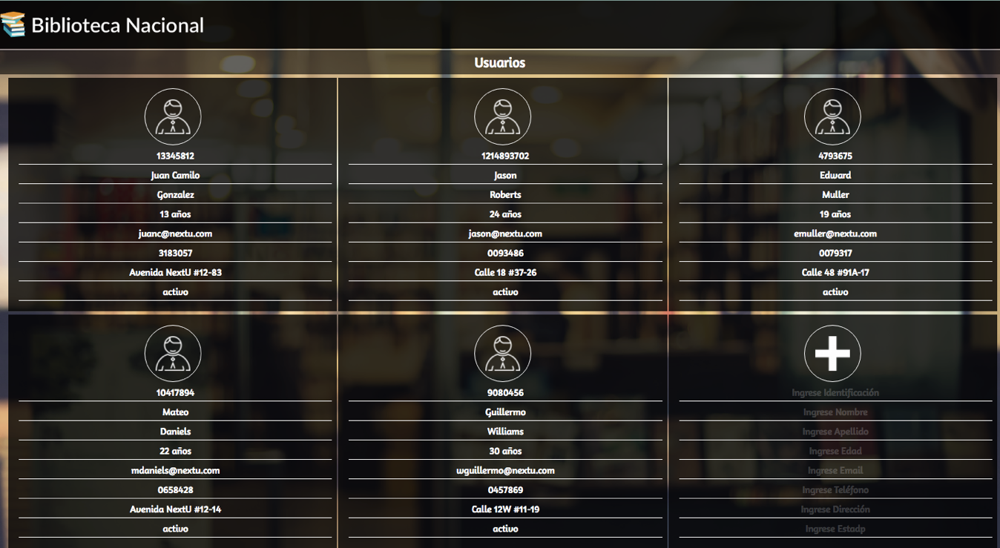 Biblioteca Nacional
Usuarios
13345812
Juan Camilo
Gonzalez
13 años
juanc@nextu.com
3183057
Avenida NextU #12-83
activo
1214893702
Jason
Roberts
24 años
jason@nextu.com
0093486
Calle 18 #37-26
activo
4793675
Edward
Muller
19 años
emuller@nextu.com
0079317
Calle 48 #91A-17
activo
10417894
Mateo
Daniels
22 años
mdaniels@nextu.com
0658428
Avenida NextU #12-14
activo
9080456
Guillermo
Williams
30 años
wguillermo@nextu.com
0457869
Calle 12W #11-19
activo
Ingrese Identificación
Ingrese Nombre
Ingrese Apellido
Ingrese Edad
Ingrese Email
Ingrese Teléfono
Ingrese Dirección
Ingrese Estadp